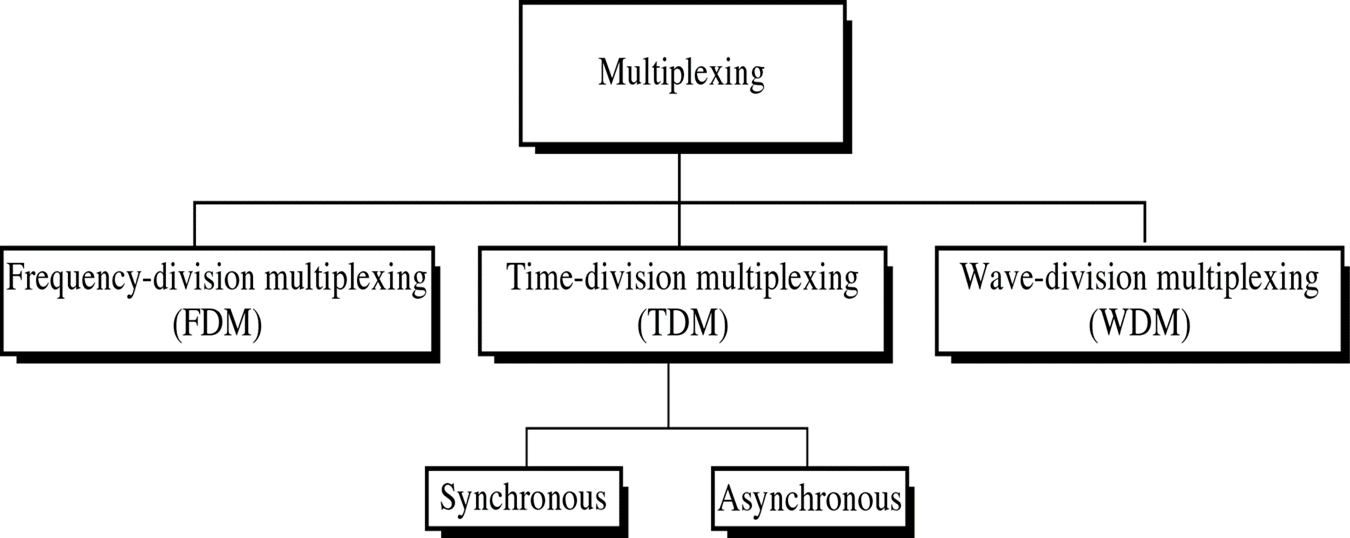 Multiplexing
Frequency-division multiplexing
(FDM)
Time-division multiplexing
(TDM)
Wave-division multiplexing
(WDM)
Synchronous
Asynchronous